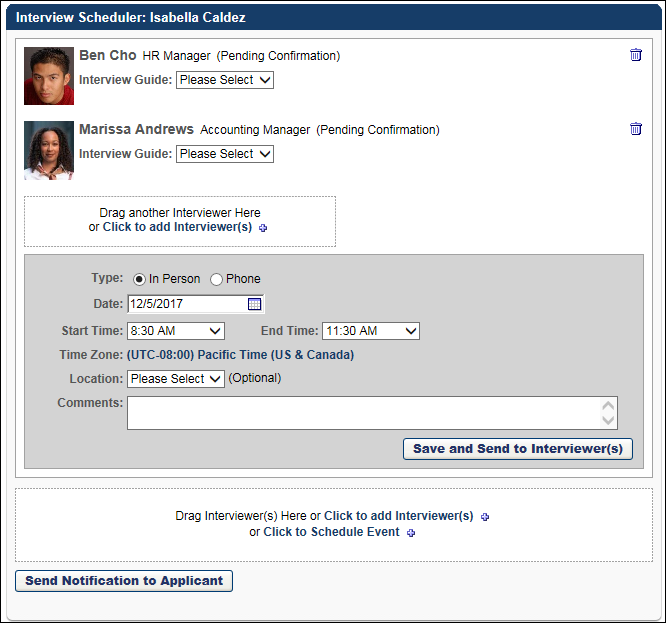 Interview Scheduler: Isabella Caldez
Ben Cho HR Manager (Pending Confirmation)
Interview Guide: Please Select
Marissa Andrews Accounting Manager (Pending Confirmation)
Interview Guide: Please Select
Drag another Interviewer Here
or Click to add Interviewer(s)
Type: In Person Phone
Date: 12/5/2017
Start Time: 8:30 AM End Time: 11:30 AM
Time Zone: (UTC-08:00) Pacific Time (US & Canada)
Location: Please Select (Optional)
Comments:
Save and Send to Interviewer(s)
Drag Interviewer(s) Here or Click to add Interviewer(s)
or Click to Schedule Event
Send Notification to Applicant